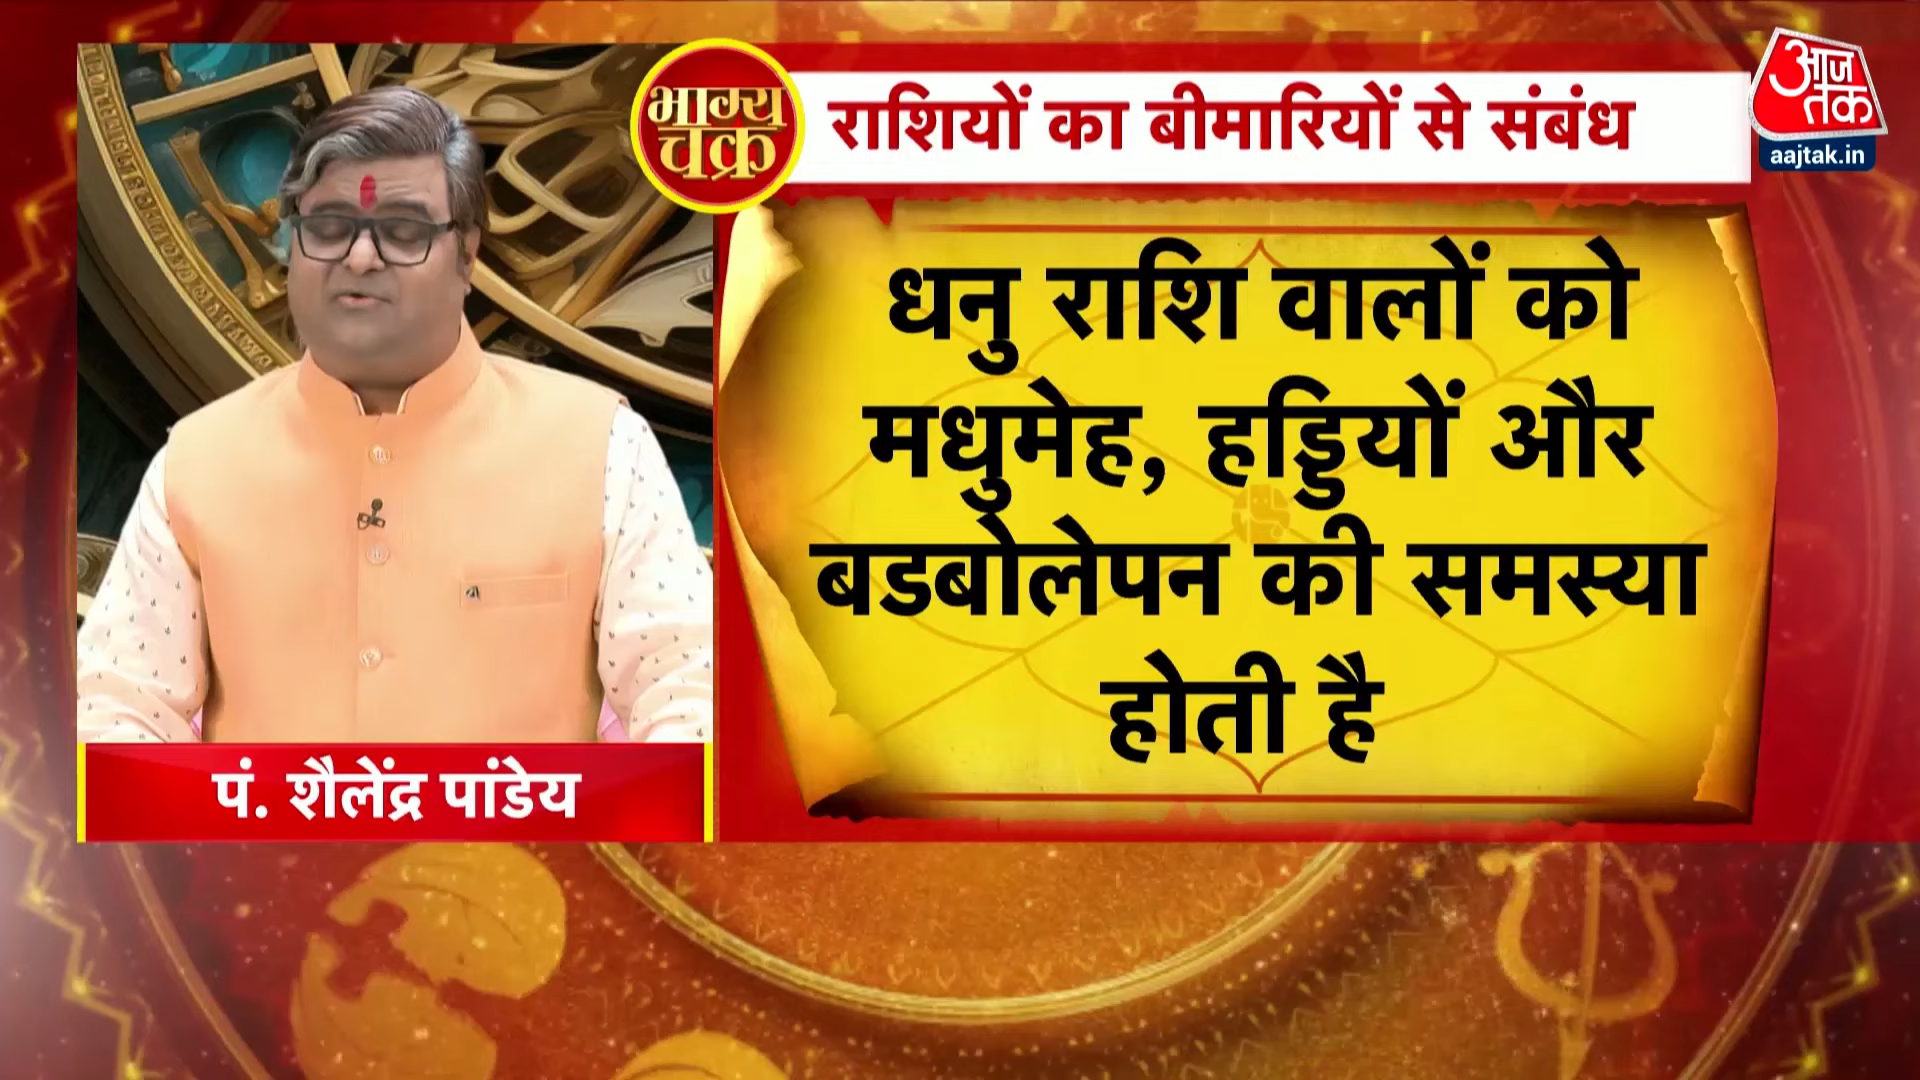 भाग्य
चक्र
राशियों का बीमारियों से संबंध
आज
तक
aajtak.in
धनु राशि वालों को
मधुमेह, हड्डियों और
बडबोलेपन की समस्या
होती है
पं. शैलेंद्र पांडेय